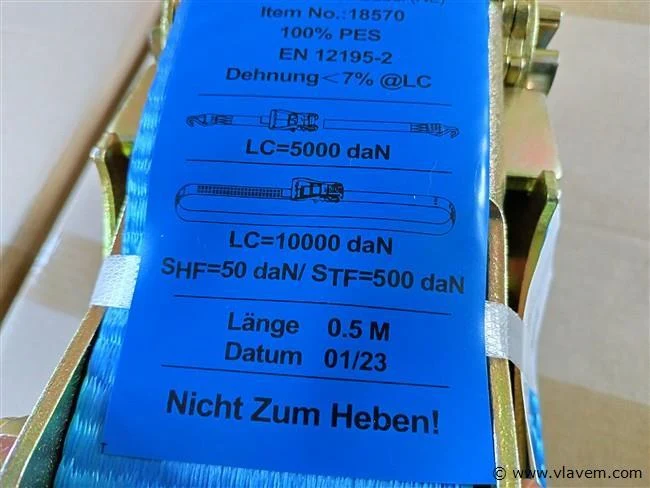 Item No.:18570
100% PES
EN 12195-2
Dehnung<7% @LC
LC=5000 daN
LC=10000 daN
SHF=50 daN/ STF=500 daN
Länge 0.5 M
Datum 01/23
Nicht Zum Heben!
© www.vlavem.com